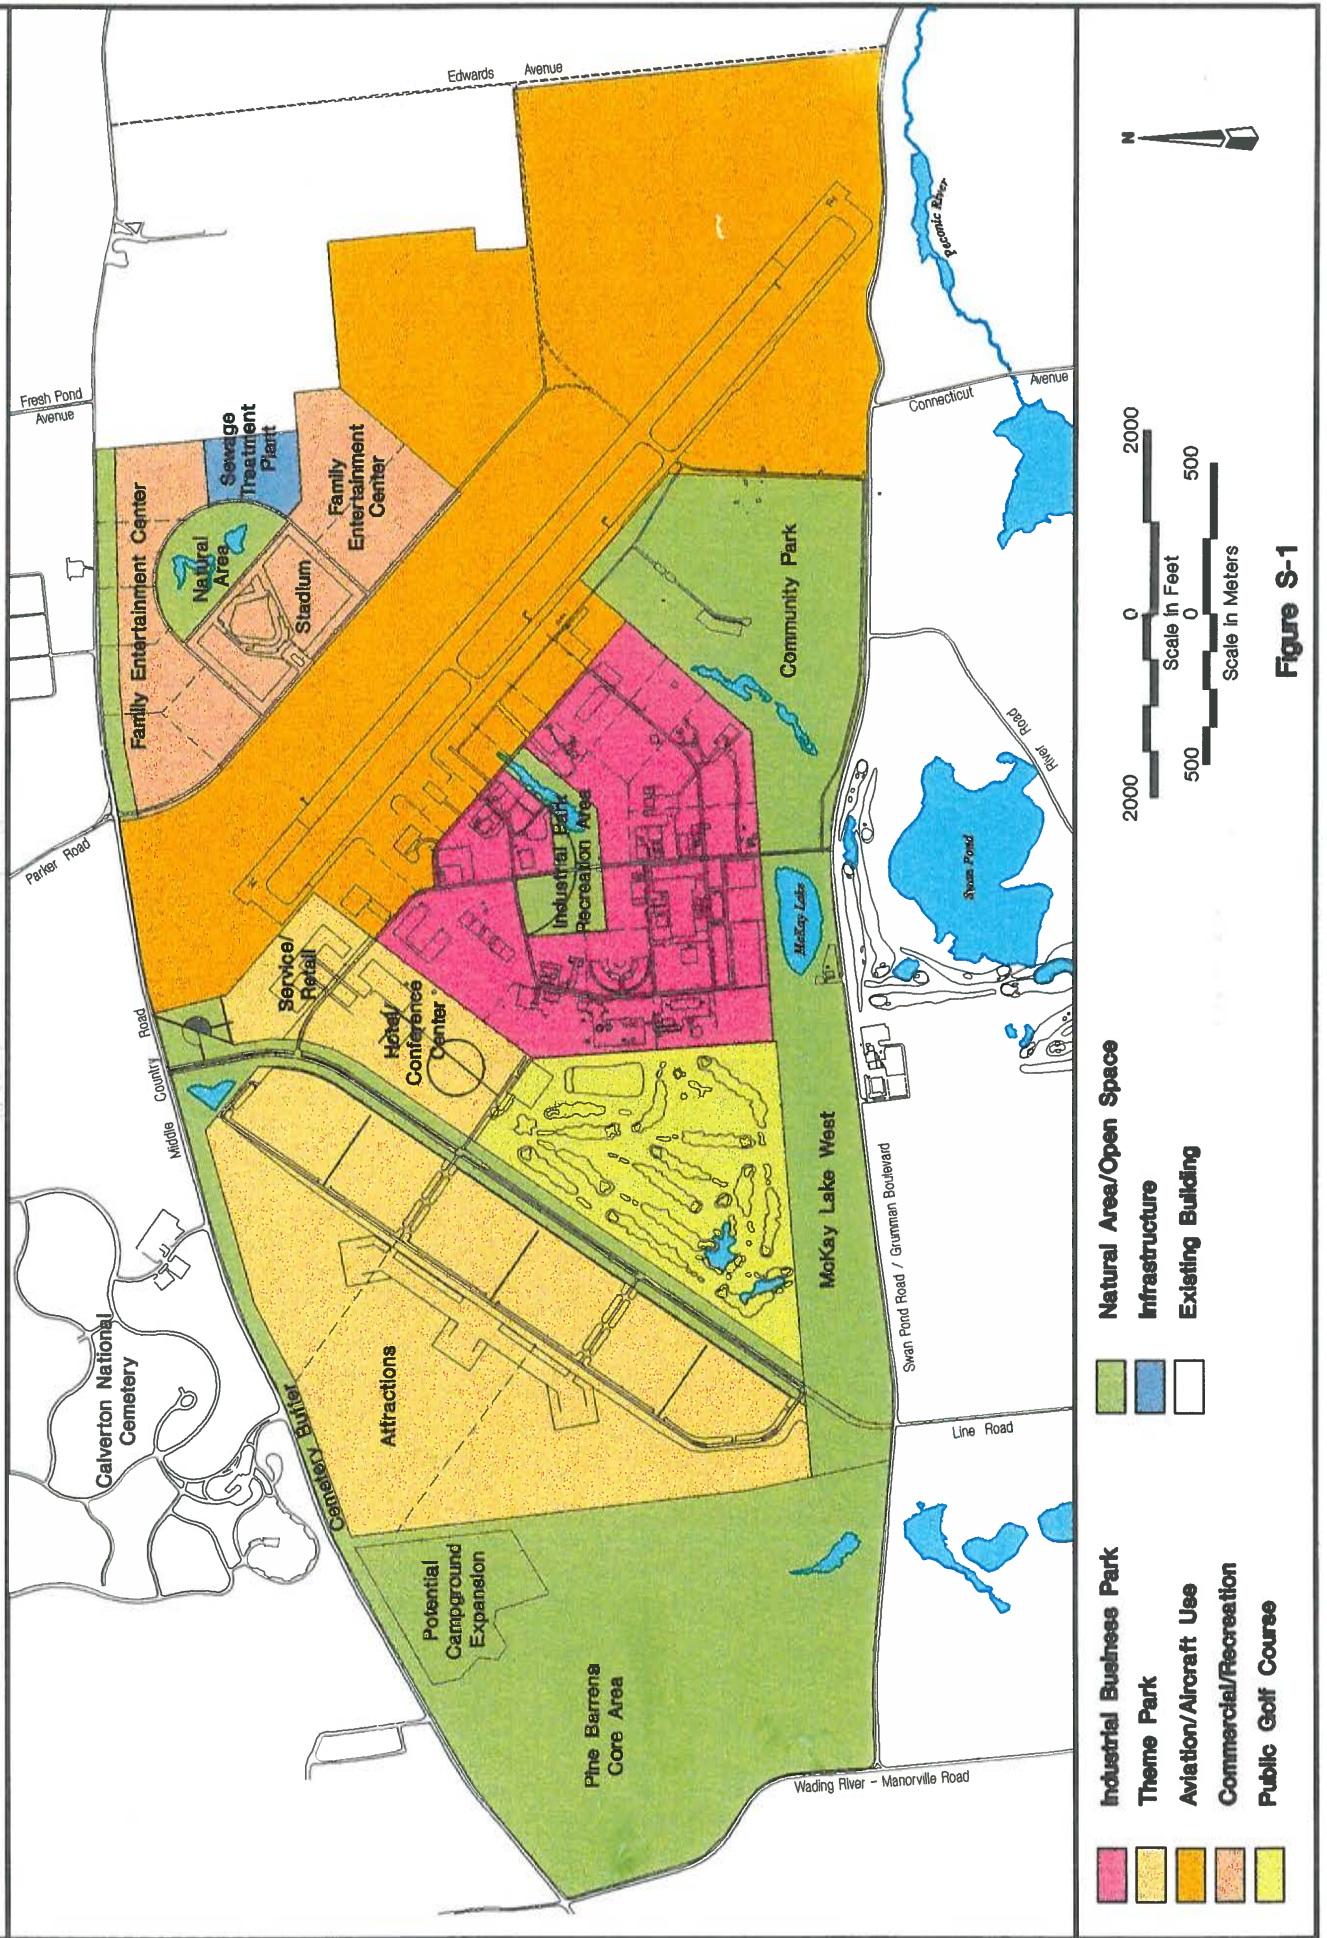 Calverton National
Cemetery
Middle
Country
Road
Parker Road
Fresh Pond
Avenue
Edwards
Avenue
Cemetery Buffer
Potential
Campground
Expansion
Pine Barrens
Core Area
Attractions
Service/
Retail
Hotel/
Conference
Center
Family Entertainment Center
Natural
Area
Stadium
Sewage
Treatment
Plant
Family
Entertainment
Center
Industrial Park
Recreation Area
Community Park
McKay Lake
McKay Lake West
Swan Pond Road / Grumman Boulevard
Wading River - Manorville Road
Line Road
Swan Pond
River Road
Connecticut
Avenue
Peconic River
Industrial Business Park
Theme Park
Aviation/Aircraft Use
Commercial/Recreation
Public Golf Course
Natural Area/Open Space
Infrastructure
Existing Building
2000
0
2000
Scale in Feet
500
0
500
Scale in Meters
N
Figure S-1